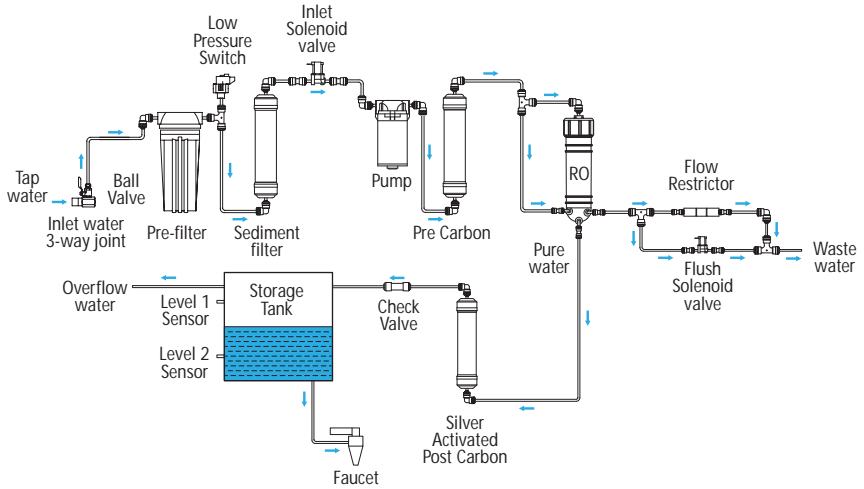 Low
Pressure
Switch
Inlet
Solenoid
valve
Tap
water
Inlet water
3-way joint
Ball
Valve
Pre-filter
Sediment
filter
Pump
Pre Carbon
RO
Pure
water
Flow
Restrictor
Flush
Solenoid
valve
Waste
water
Overflow
water
Level 1
Sensor
Level 2
Sensor
Storage
Tank
Check
Valve
Silver
Activated
Post Carbon
Faucet